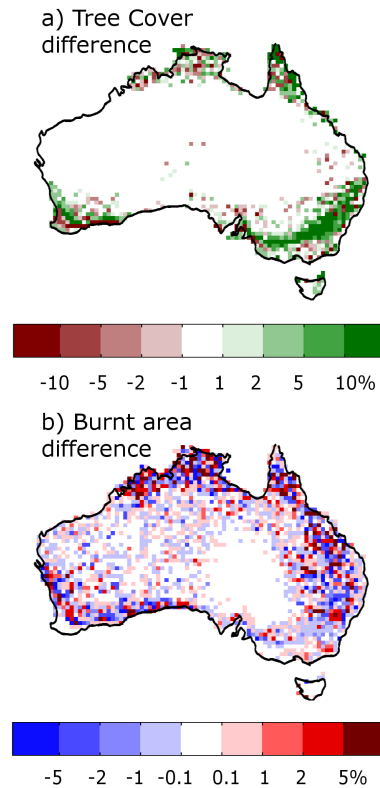 a) Tree Cover
difference
-10 -5 -2 -1 1 2 5 10%
b) Burnt area
difference
-5 -2 -1 -0.1 0.1 1 2 5%